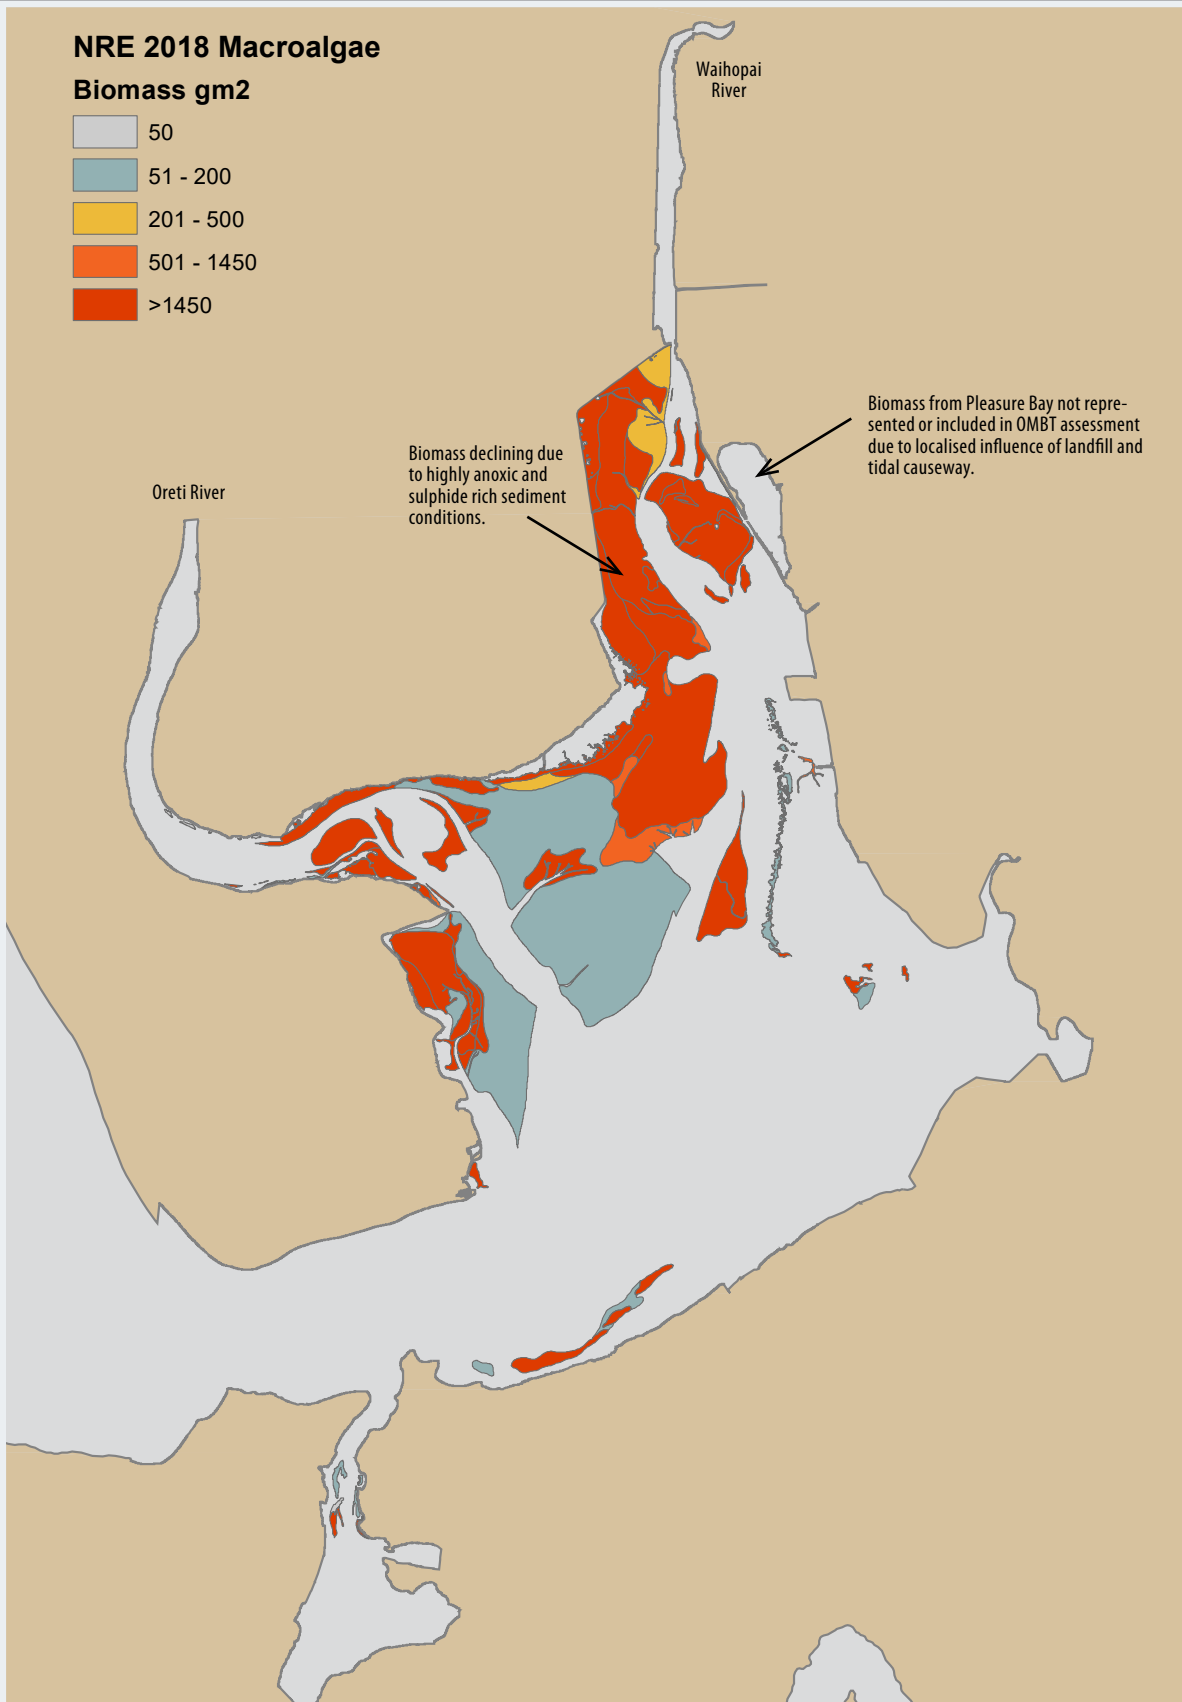 NRE 2018 Macroalgae
Biomass gm2
50
51 - 200
201 - 500
501 - 1450
>1450
Waihopai
River
Biomass from Pleasure Bay not repre-
sented or included in OMBT assessment
due to localised influence of landfill and
tidal causeway.
Biomass declining due
to highly anoxic and
sulphide rich sediment
conditions.
Oreti River